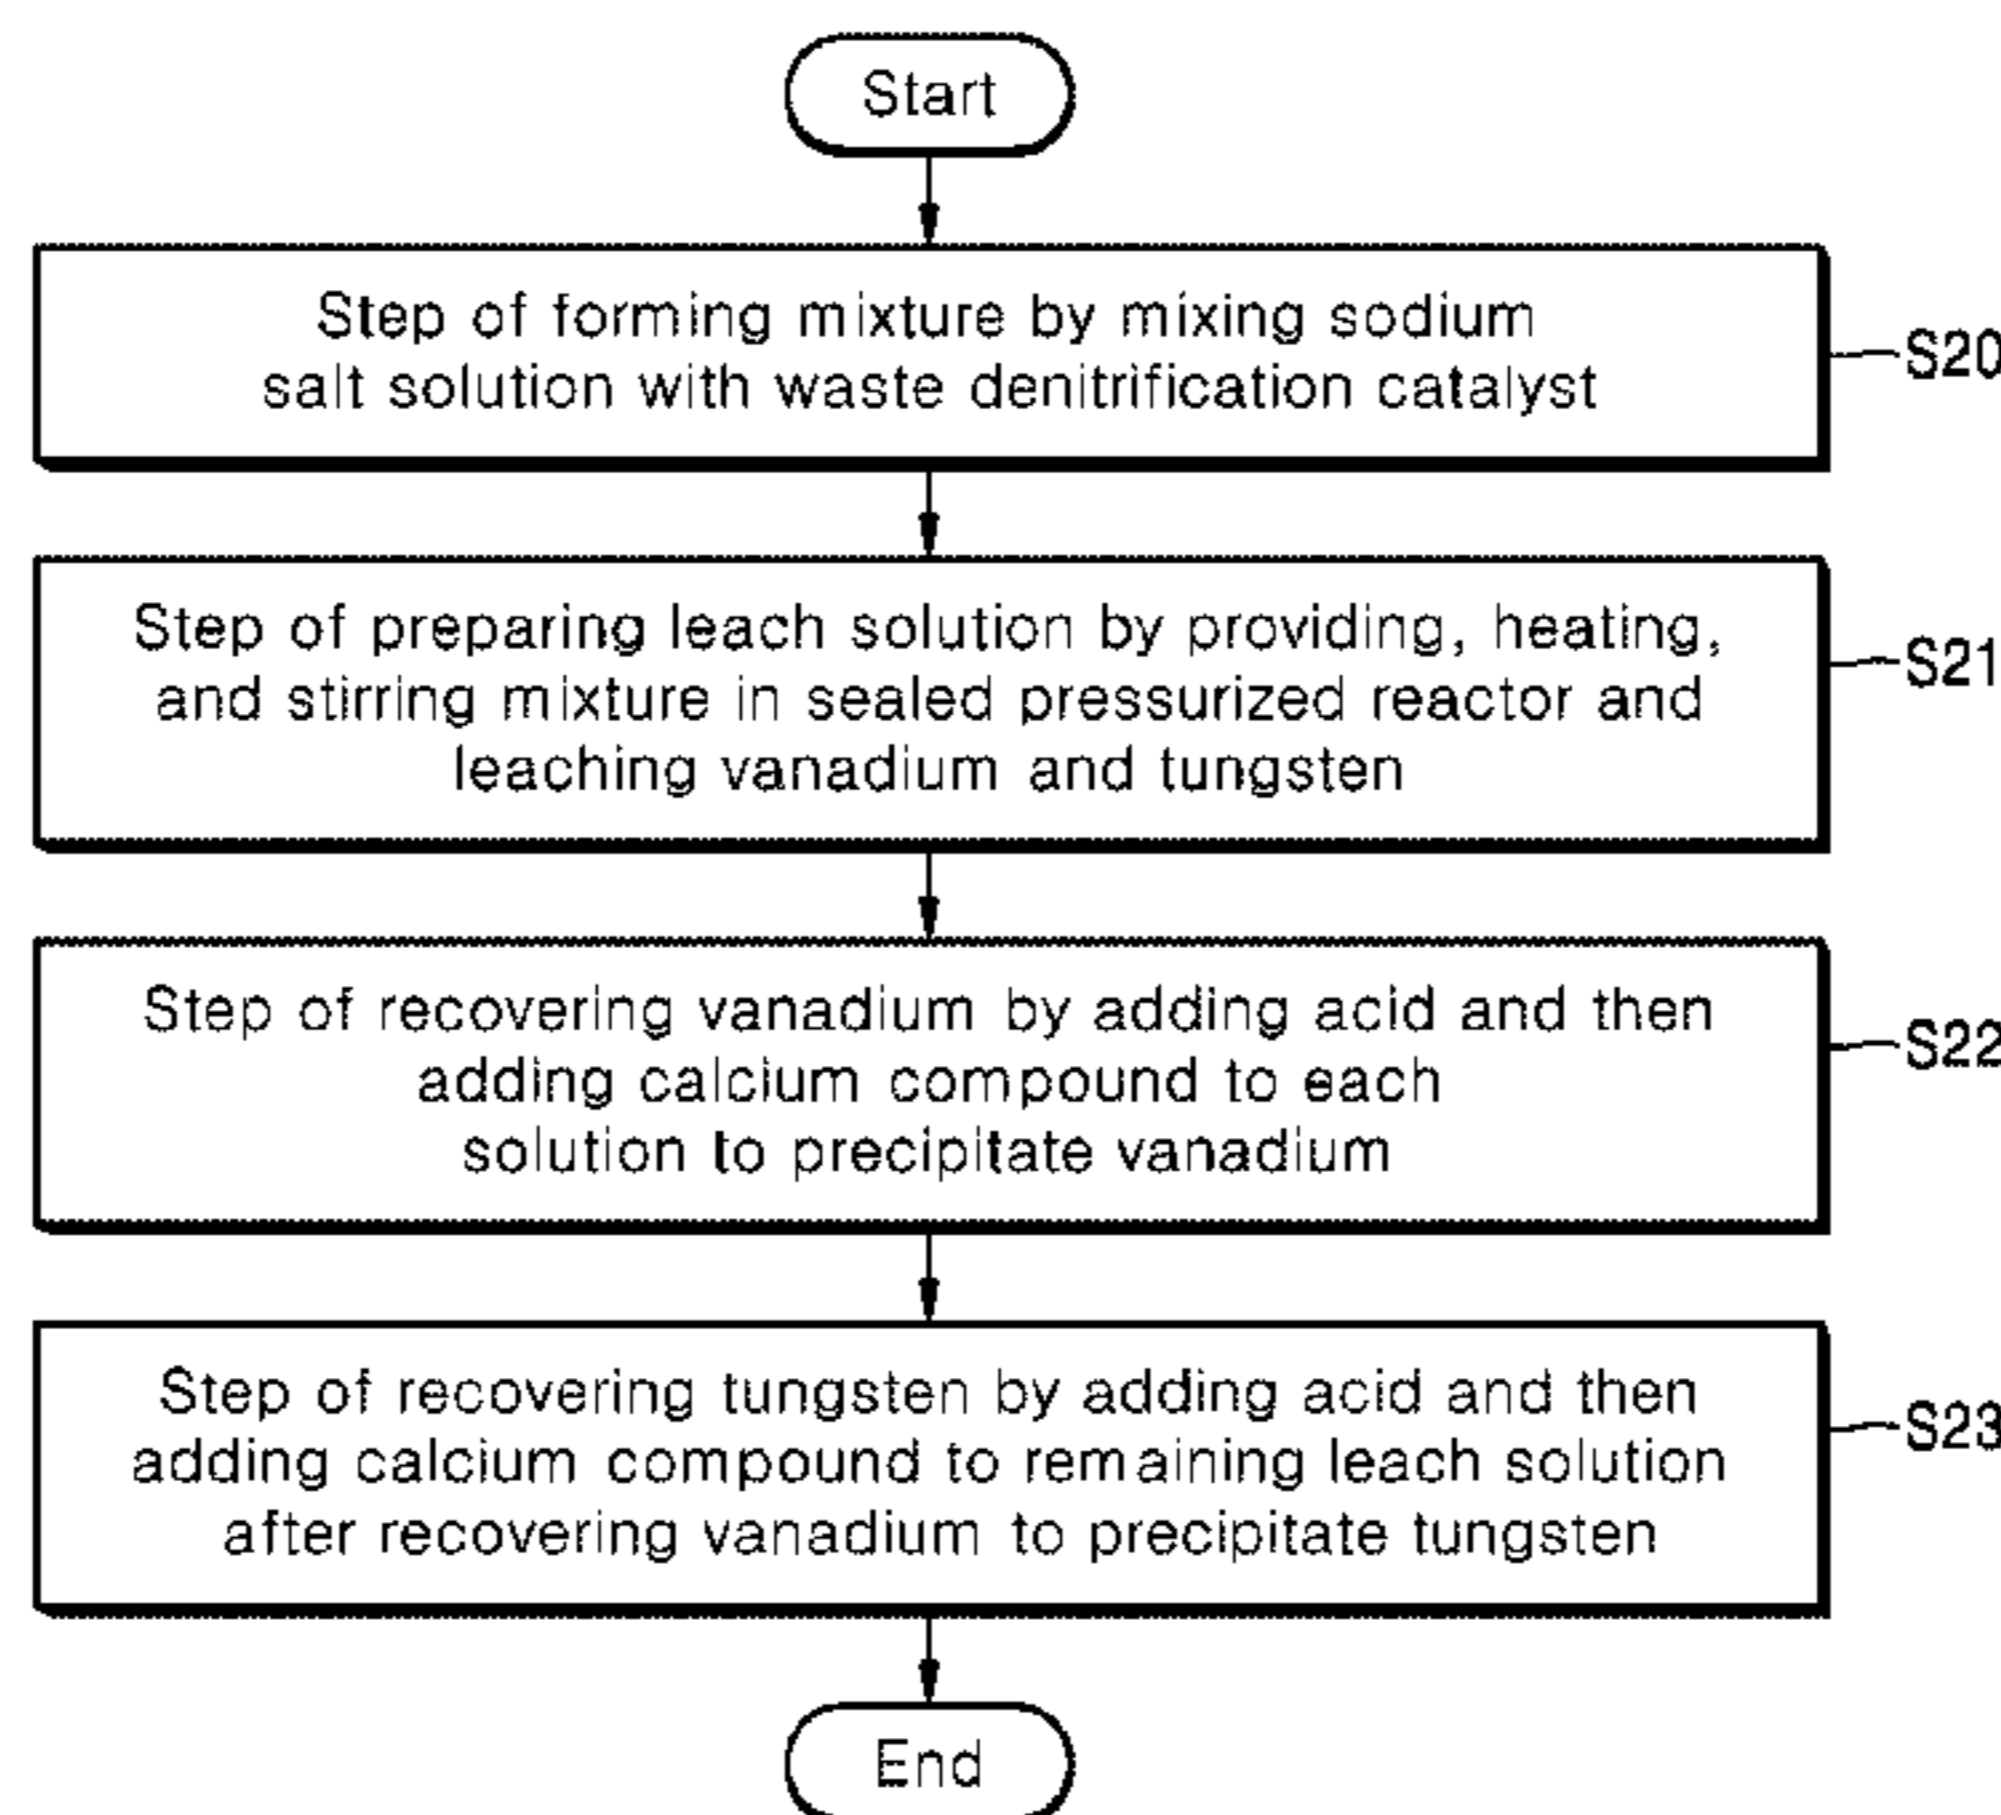 Start
Step of forming mixture by mixing sodium
salt solution with waste denitrification catalyst
S20
Step of preparing leach solution by providing, heating,
and stirring mixture in sealed pressurized reactor and
leaching vanadium and tungsten
S21
Step of recovering vanadium by adding acid and then
adding calcium compound to each
solution to precipitate vanadium
S22
Step of recovering tungsten by adding acid and then
adding calcium compound to remaining leach solution
after recovering vanadium to precipitate tungsten
S23
End